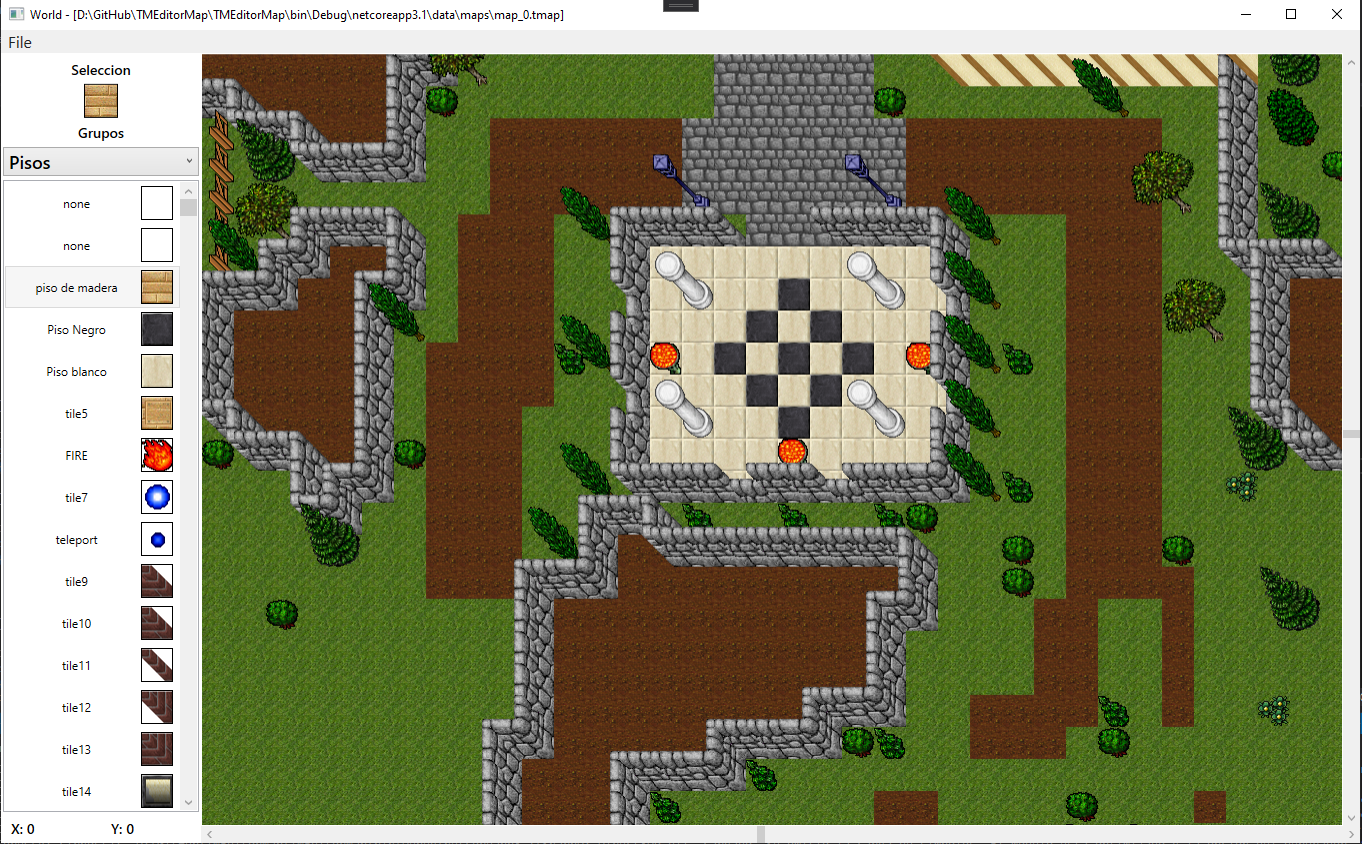 World - [D:\GitHub\TMEditorMap\TMEditorMap\bin\Debug\netcoreapp3.1\data\maps\map_0.tmap]
File
Seleccion
Grupos
Pisos
none
none
piso de madera
Piso Negro
Piso blanco
tile5
FIRE
tile7
teleport
tile9
tile10
tile11
tile12
tile13
tile14
X: 0 Y: 0